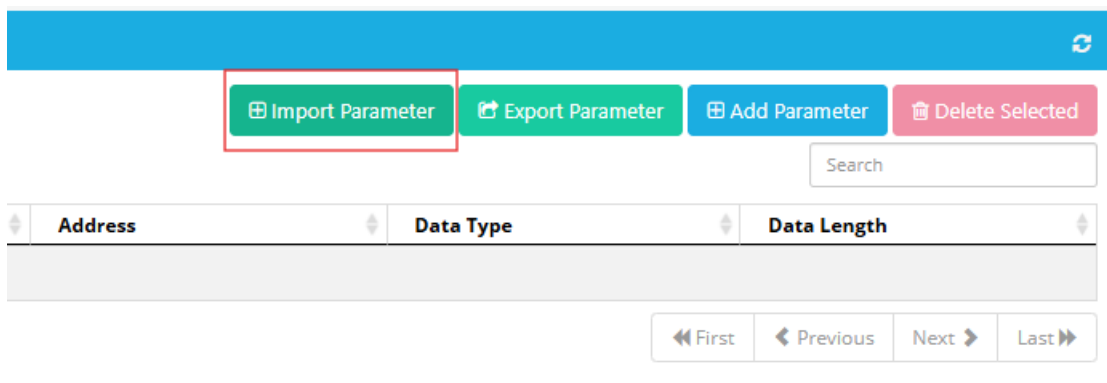 Import Parameter Export Parameter Add Parameter Delete Selected
Search
Address Data Type Data Length
First Previous Next Last